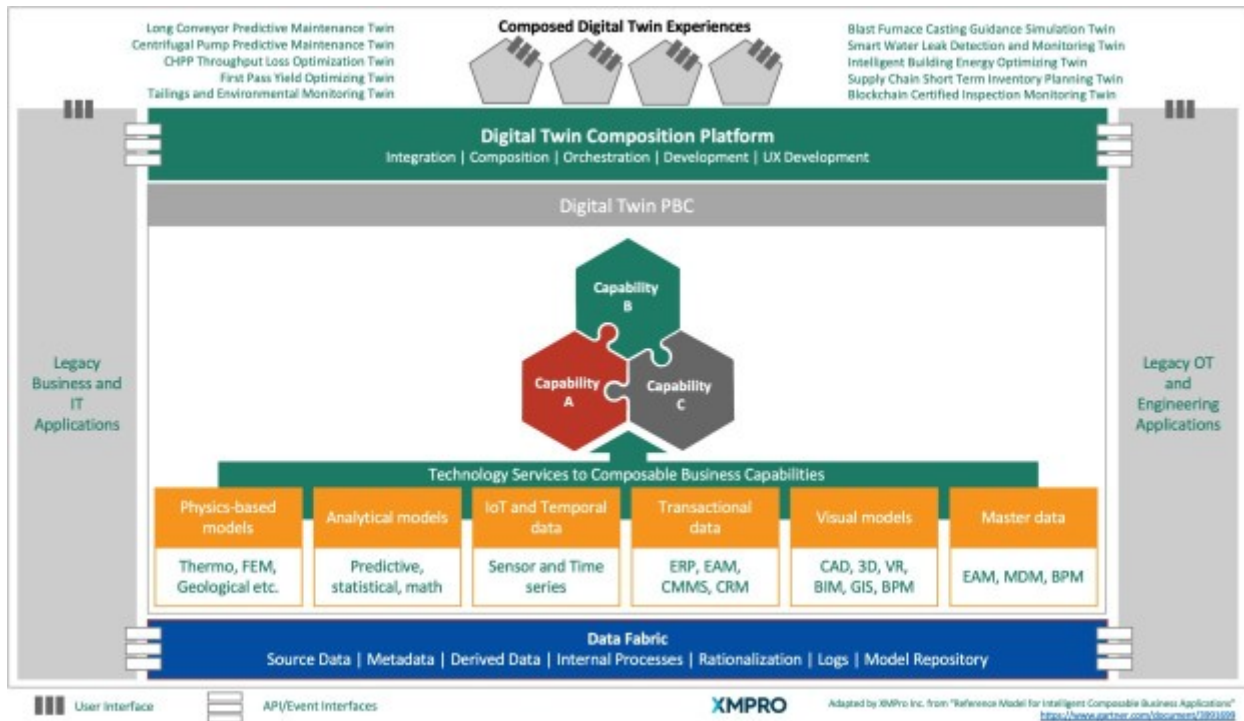 Long Conveyor Predictive Maintenance Twin
Centrifugal Pump Predictive Maintenance Twin
CHPP Throughput Loss Optimization Twin
First Pass Yield Optimizing Twin
Tailings and Environmental Monitoring Twin
Composed Digital Twin Experiences
Blast Furnace Casting Guidance Simulation Twin
Smart Water Leak Detection and Monitoring Twin
Intelligent Building Energy Optimizing Twin
Supply Chain Short Term Inventory Planning Twin
Blockchain Certified Inspection Monitoring Twin
Digital Twin Composition Platform
Integration | Composition | Orchestration | Development | UX Development
Digital Twin PBC
Legacy
Business and
IT
Applications
Capability
B
Capability
A
Capability
C
Legacy OT
and
Engineering
Applications
Technology Services to Composable Business Capabilities
Physics-based
models
Thermo, FEM,
Geological etc.
Analytical models
Predictive,
statistical, math
IoT and Temporal
data
Sensor and Time
series
Transactional
data
ERP, EAM,
CMMS, CRM
Visual models
CAD, 3D, VR,
BIM, GIS, BPM
Master data
EAM, MDM, BPM
Data Fabric
Source Data | Metadata | Derived Data | Internal Processes | Rationalization | Logs | Model Repository
User Interface
API/Event Interfaces
XMPRO
Adapted by XMPro Inc. from "Reference Model for Intelligent Composable Business Applications"